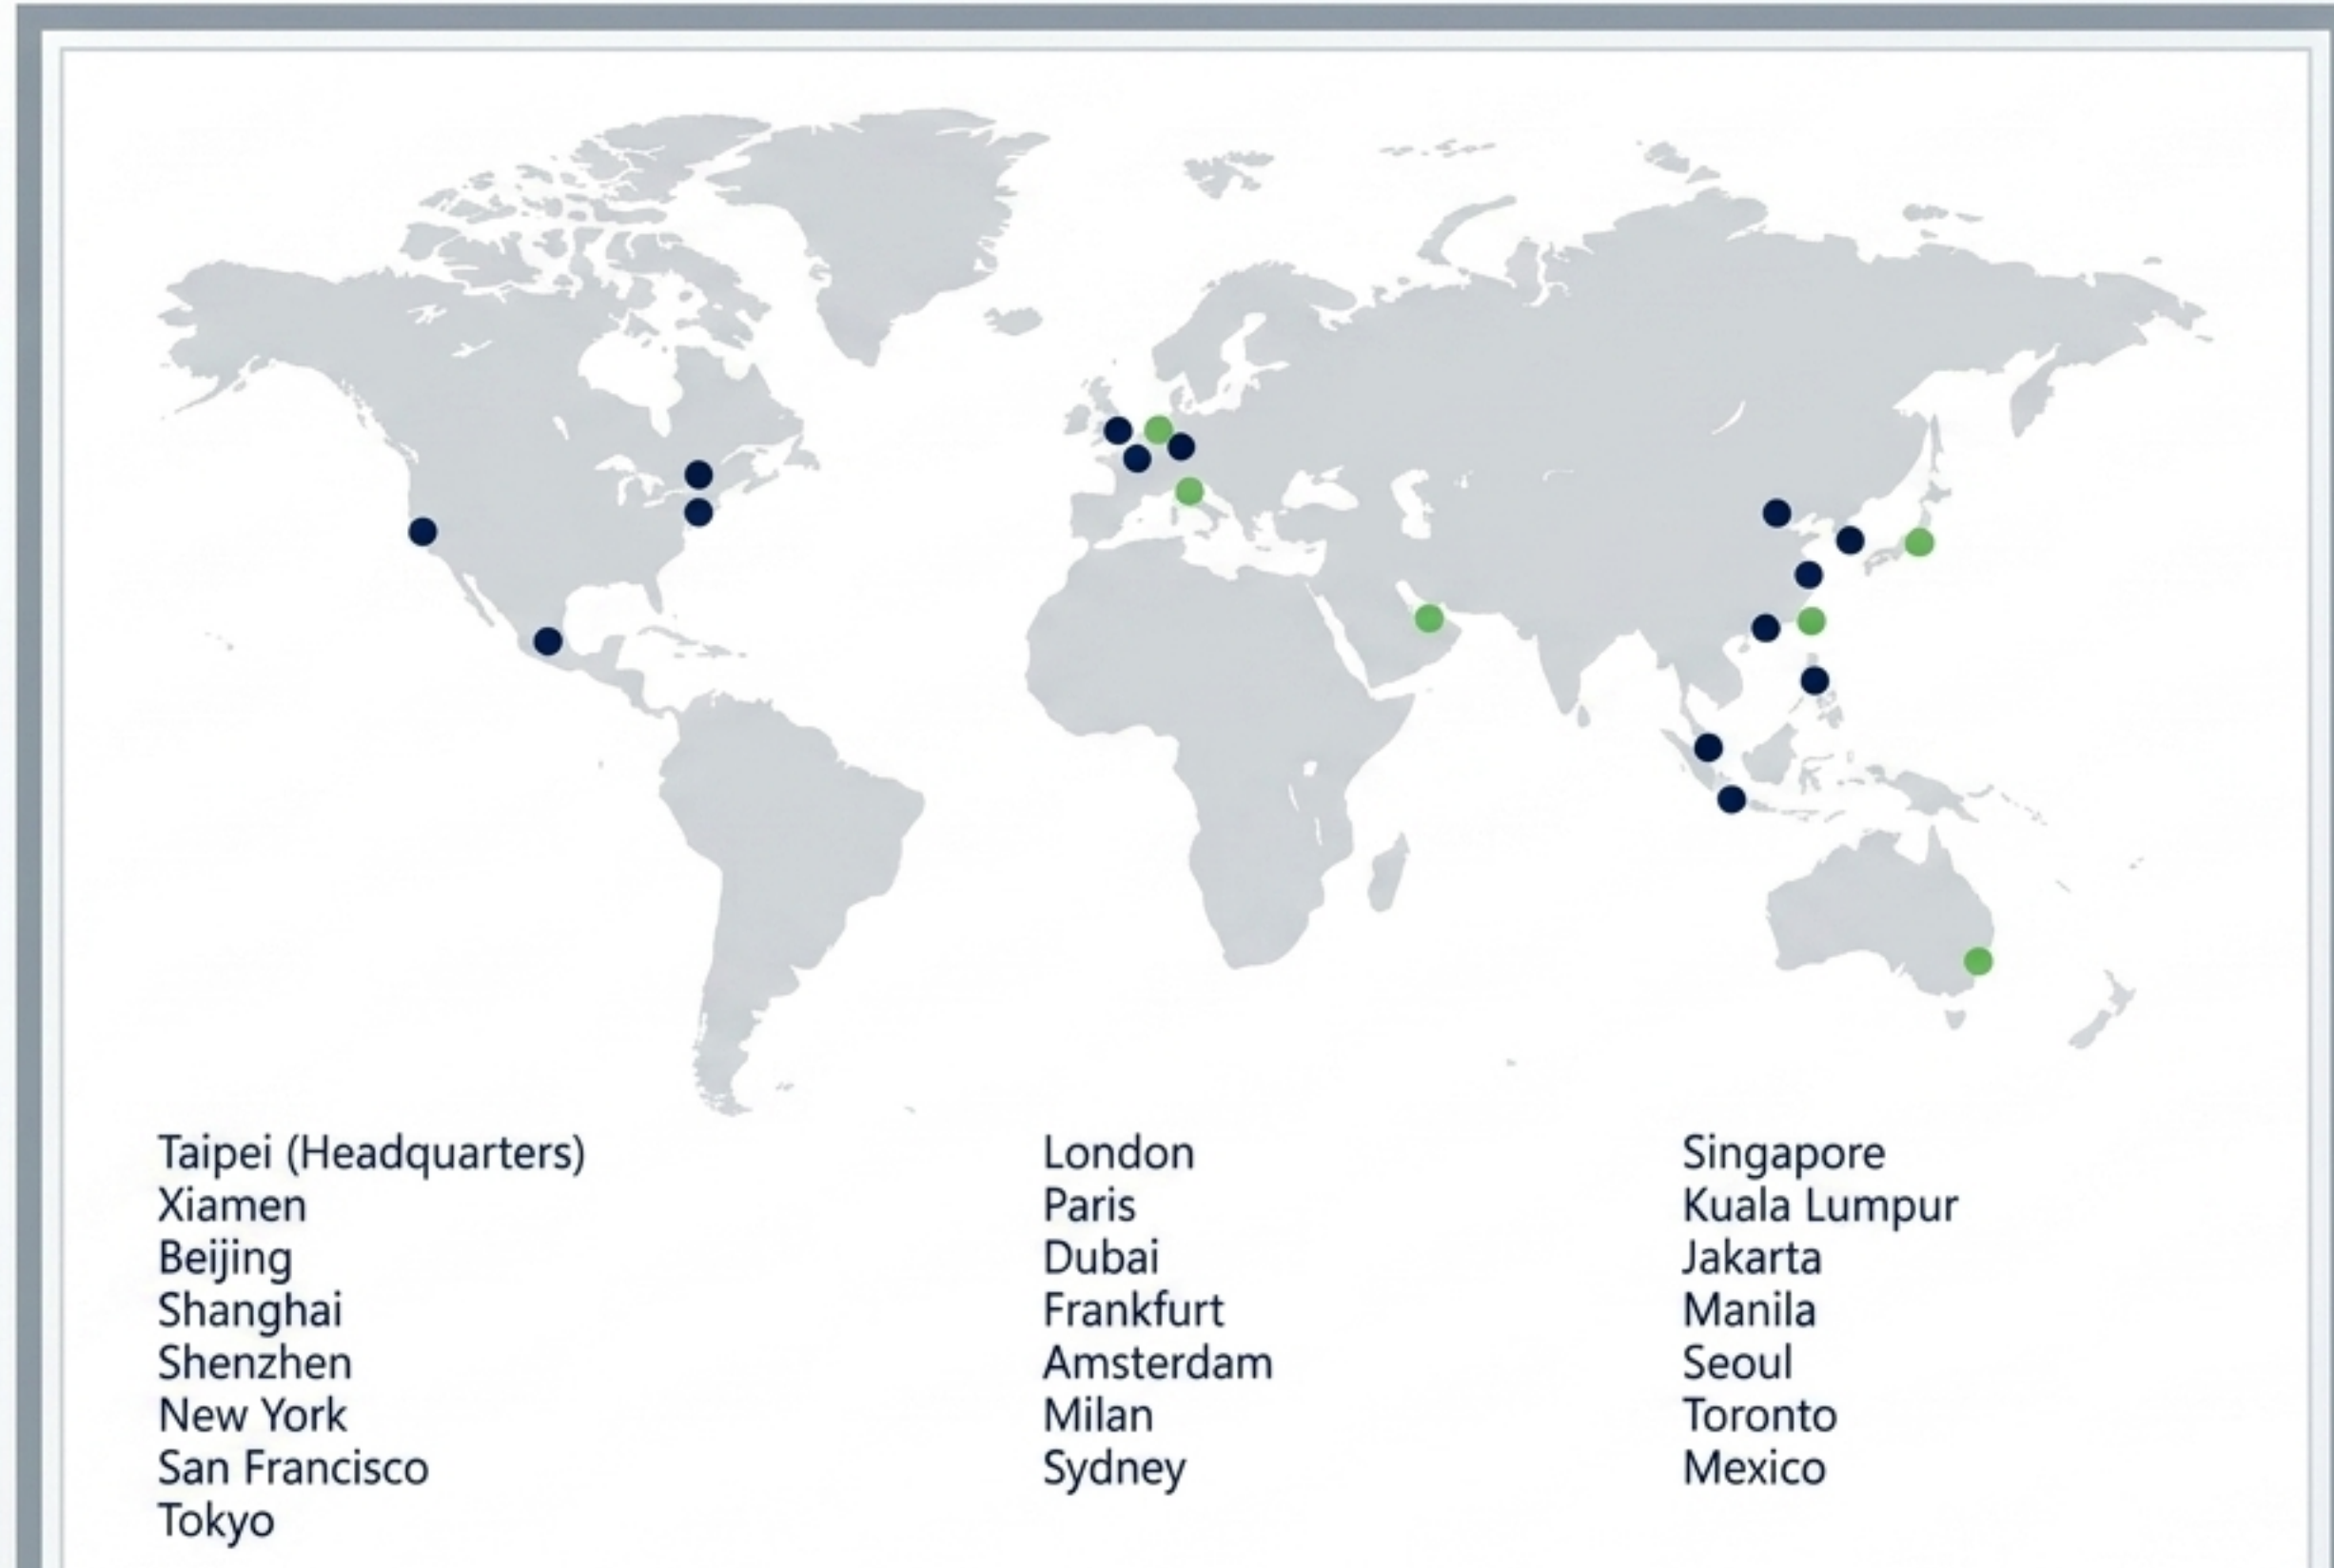 Taipei (Headquarters)
Xiamen
Beijing
Shanghai
Shenzhen
New York
San Francisco
Tokyo
London
Paris
Dubai
Frankfurt
Amsterdam
Milan
Sydney
Singapore
Kuala Lumpur
Jakarta
Manila
Seoul
Toronto
Mexico